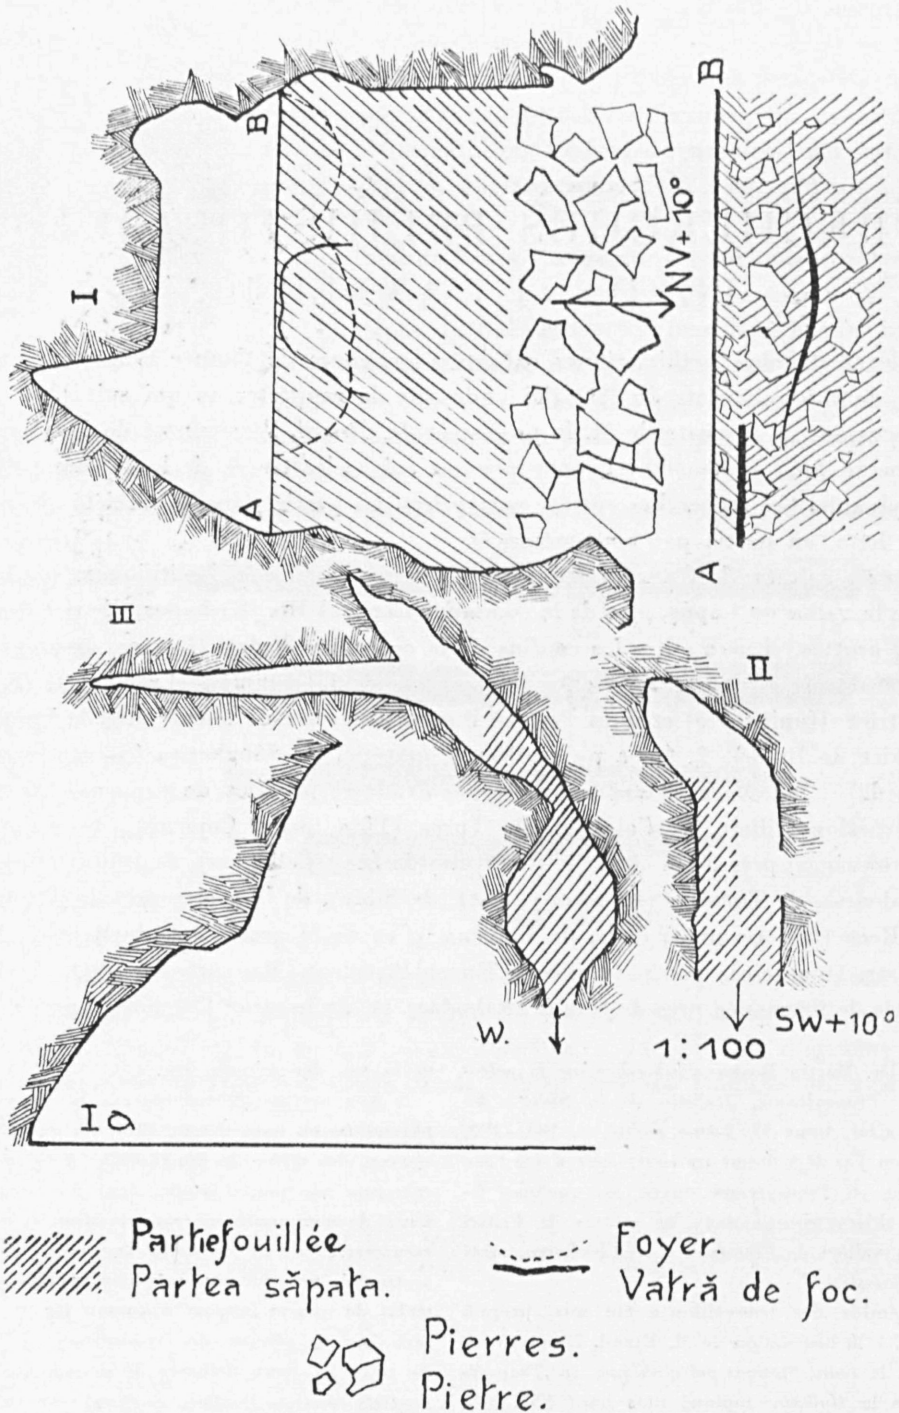 I
B
A
NV+10°
B
A
III
II
W.
SW+10°
1:100
Ia
Partiefouillée.
Partea săpata.
Foyer.
Vatră de foc.
Pierres.
Pietre.